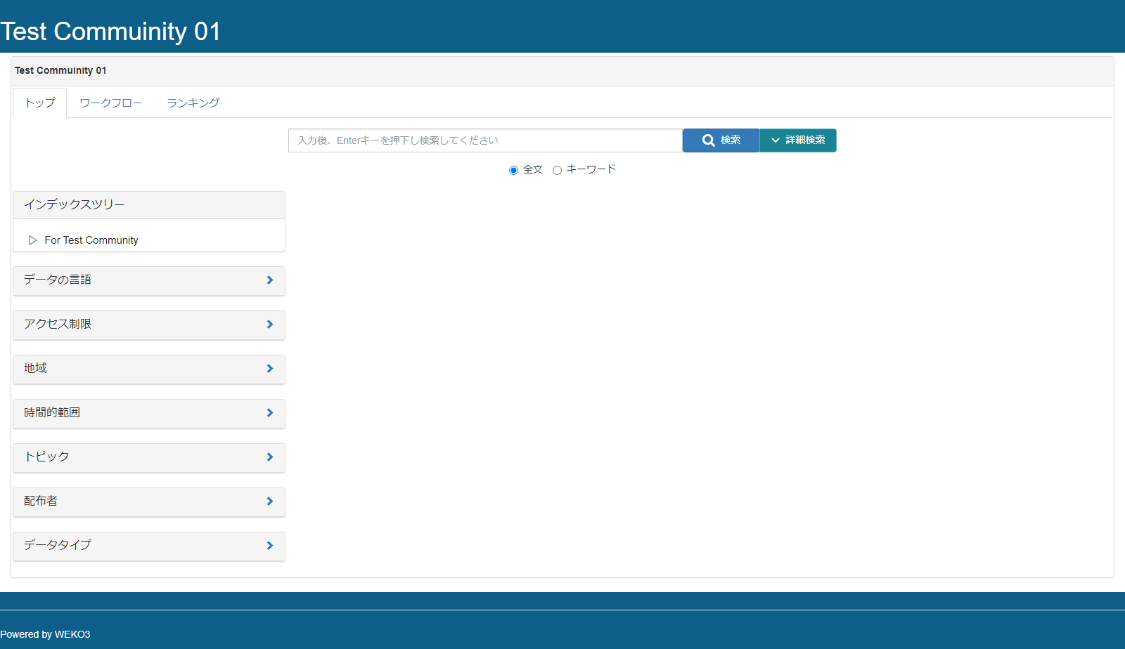 Test Commuinity 01
Test Commuinity 01
トップ ワークフロー ランキング
入力後、Enterキーを押下し検索してください 検索 詳細検索
全文 キーワード
インデックスツリー
For Test Community
データの言語
アクセス制限
地域
時間的範囲
トピック
配布者
データタイプ
Powered by WEKO3